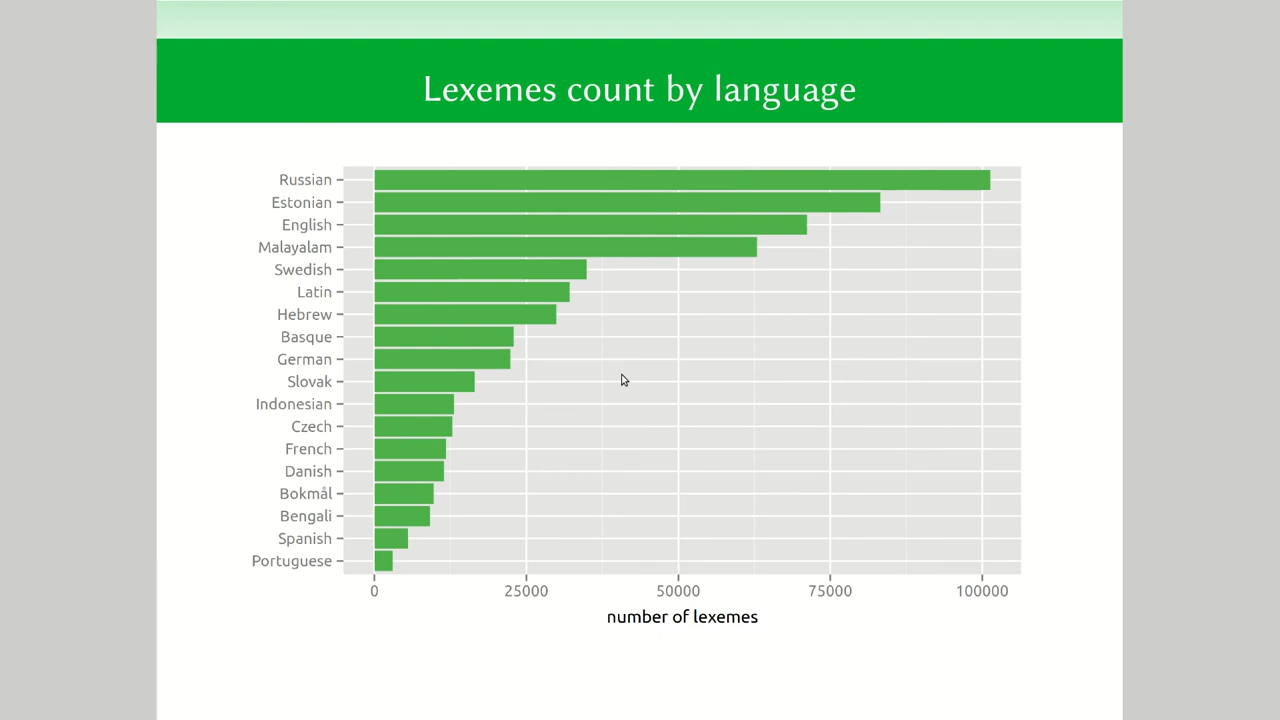 Lexemes count by language
Russian
Estonian
English
Malayalam
Swedish
Latin
Hebrew
Basque
German
Slovak
Indonesian
Czech
French
Danish
Bokmål
Bengali
Spanish
Portuguese
0 25000 50000 75000 100000
number of lexemes